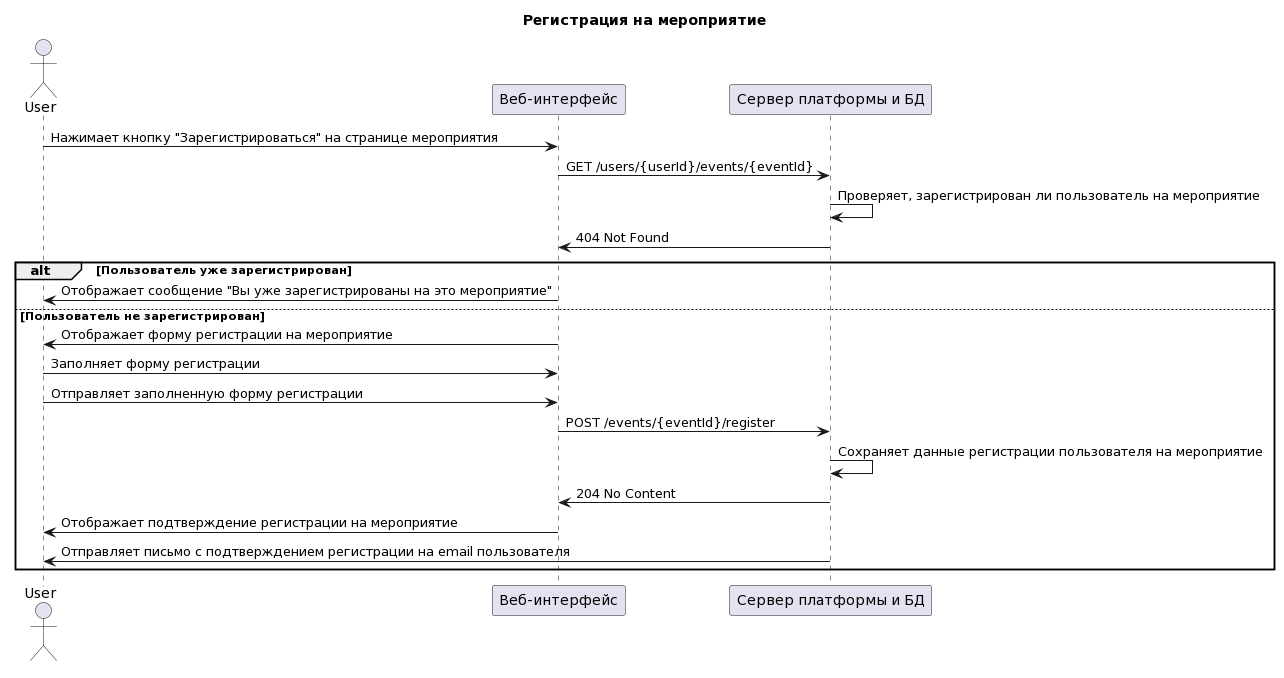 Регистрация на мероприятие
User
Веб-интерфейс
Сервер платформы и БД
Нажимает кнопку "Зарегистрироваться" на странице мероприятия
GET /users/{userId}/events/{eventId}
Проверяет, зарегистрирован ли пользователь на мероприятие
404 Not Found
alt
[Пользователь уже зарегистрирован]
Отображает сообщение "Вы уже зарегистрированы на это мероприятие"
[Пользователь не зарегистрирован]
Отображает форму регистрации на мероприятие
Заполняет форму регистрации
Отправляет заполненную форму регистрации
POST /events/{eventId}/register
Сохраняет данные регистрации пользователя на мероприятие
204 No Content
Отображает подтверждение регистрации на мероприятие
Отправляет письмо с подтверждением регистрации на email пользователя
User
Веб-интерфейс
Сервер платформы и БД